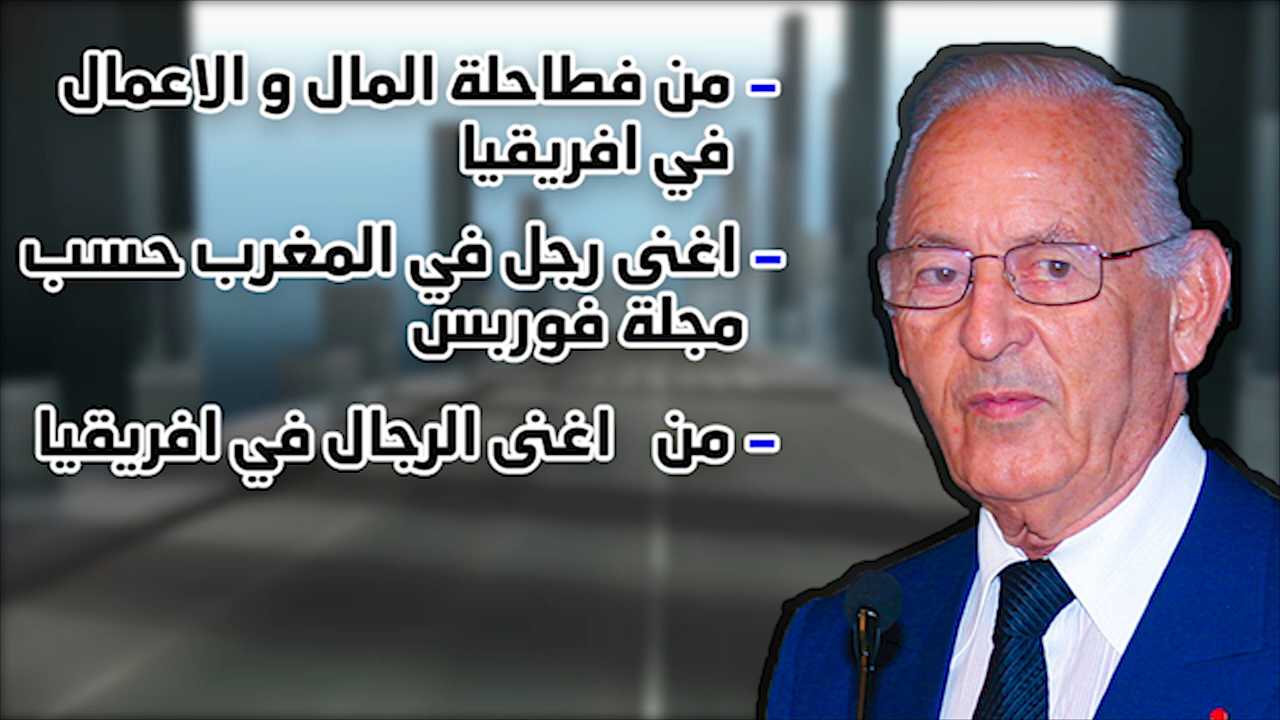 - من فطاحلة المال و الاعمال
في افريقيا
- اغنى رجل في المغرب حسب
مجلة فوربس
- من اغنى الرجال في افريقيا